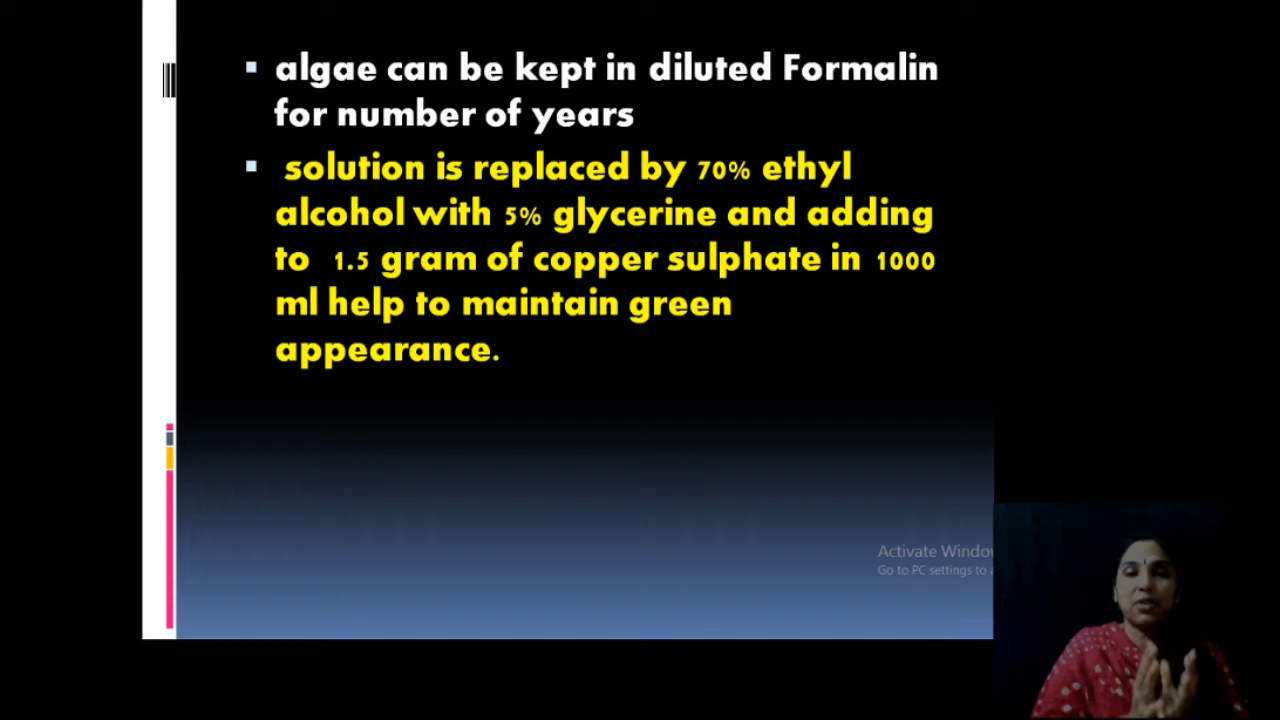 algae can be kept in diluted Formalin
for number of years
solution is replaced by 70% ethyl
alcohol with 5% glycerine and adding
to 1.5 gram of copper sulphate in 1000
ml help to maintain green
appearance.
Activate Windo
Go to PC settings to a